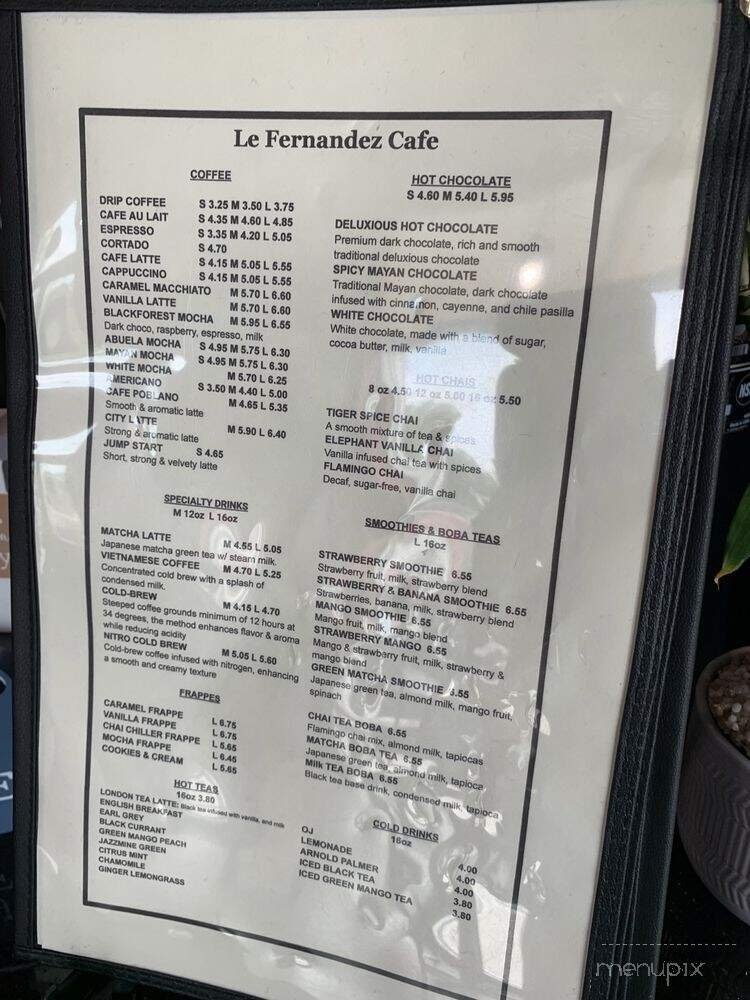 Le Fernandez Cafe
COFFEE
DRIP COFFEE S 3.25 M 3.50 L 3.75
CAFE AU LAIT S 4.35 M 4.60 L 4.85
ESPRESSO S 3.35 M 4.20 L 5.05
CORTADO S 4.70
CAFE LATTE S 4.15 M 5.05 L 5.55
CAPPUCCINO S 4.15 M 5.05 L 5.55
CARAMEL MACCHIATO M 5.70 L 6.60
VANILLA LATTE M 5.70 L 6.60
BLACKFOREST MOCHA M 5.95 L 6.55
Dark choco, raspberry, espresso, milk
ABUELA MOCHA S 4.95 M 5.75 L 6.30
MAYAN MOCHA S 4.95 M 5.75 L 6.30
WHITE MOCHA M 5.70 L 6.25
AMERICANO S 3.50 M 4.40 L 5.00
CAFE POBLANO M 4.65 L 5.35
Smooth & aromatic latte
CITY LATTE M 5.90 L 6.40
Strong & aromatic latte
JUMP START S 4.65
Short, strong & velvety latte
SPECIALTY DRINKS
M 12oz L 16oz
MATCHA LATTE M 4.55 L 5.05
Japanese matcha green tea w/ steam milk.
VIETNAMESE COFFEE M 4.70 L 5.25
Concentrated cold brew with a splash of
condensed milk.
COLD-BREW M 4.15 L 4.70
Steeped coffee grounds minimum of 12 hours at
34 degrees, the method enhances flavor & aroma
while reducing acidity
NITRO COLD BREW M 5.05 L 5.60
Cold-brew coffee infused with nitrogen, enhancing
a smooth and creamy texture
FRAPPES
CARAMEL FRAPPE L 6.75
VANILLA FRAPPE L 6.75
CHAI CHILLER FRAPPE L 5.65
MOCHA FRAPPE L 6.45
COOKIES & CREAM L 5.65
HOT TEAS
16oz 3.80
LONDON TEA LATTE: Black tea infused with vanilla, and milk
ENGLISH BREAKFAST
EARL GREY
BLACK CURRANT
GREEN MANGO PEACH
JAZZMINE GREEN
CITRUS MINT
CHAMOMILE
GINGER LEMONGRASS
HOT CHOCOLATE
S 4.60 M 5.40 L 5.95
DELUXIOUS HOT CHOCOLATE
Premium dark chocolate, rich and smooth
traditional deluxious chocolate
SPICY MAYAN CHOCOLATE
Traditional Mayan chocolate, dark chocolate
infused with cinnamon, cayenne, and chile pasilla
WHITE CHOCOLATE
White chocolate, made with a blend of sugar,
cocoa butter, milk, vanilla
HOT CHAIS
8 oz 4.50 12 oz 5.00 16 oz 5.50
TIGER SPICE CHAI
A smooth mixture of tea & spices
ELEPHANT VANILLA CHAI
Vanilla infused chai tea with spices
FLAMINGO CHAI
Decaf, sugar-free, vanilla chai
SMOOTHIES & BOBA TEAS
L 16oz
STRAWBERRY SMOOTHIE 6.55
Strawberry fruit, milk, strawberry blend
STRAWBERRY & BANANA SMOOTHIE 6.55
Strawberries, banana, milk, strawberry blend
MANGO SMOOTHIE 6.55
Mango fruit, milk, mango blend
STRAWBERRY MANGO 6.55
Mango & strawberry fruit, milk, strawberry &
mango blend
GREEN MATCHA SMOOTHIE 6.55
Japanese green tea, almond milk, mango fruit,
spinach
CHAI TEA BOBA 6.55
Flamingo chai mix, almond milk, tapiocas
MATCHA BOBA TEA 6.55
Japanese green tea, almond milk, tapioca
Milk TEA BOBA 6.55
Black tea base drink, condensed milk, tapioca
COLD DRINKS
16oz
OJ 4.00
LEMONADE 4.00
ARNOLD PALMER 4.00
ICED BLACK TEA 3.80
ICED GREEN MANGO TEA 3.80
menupix